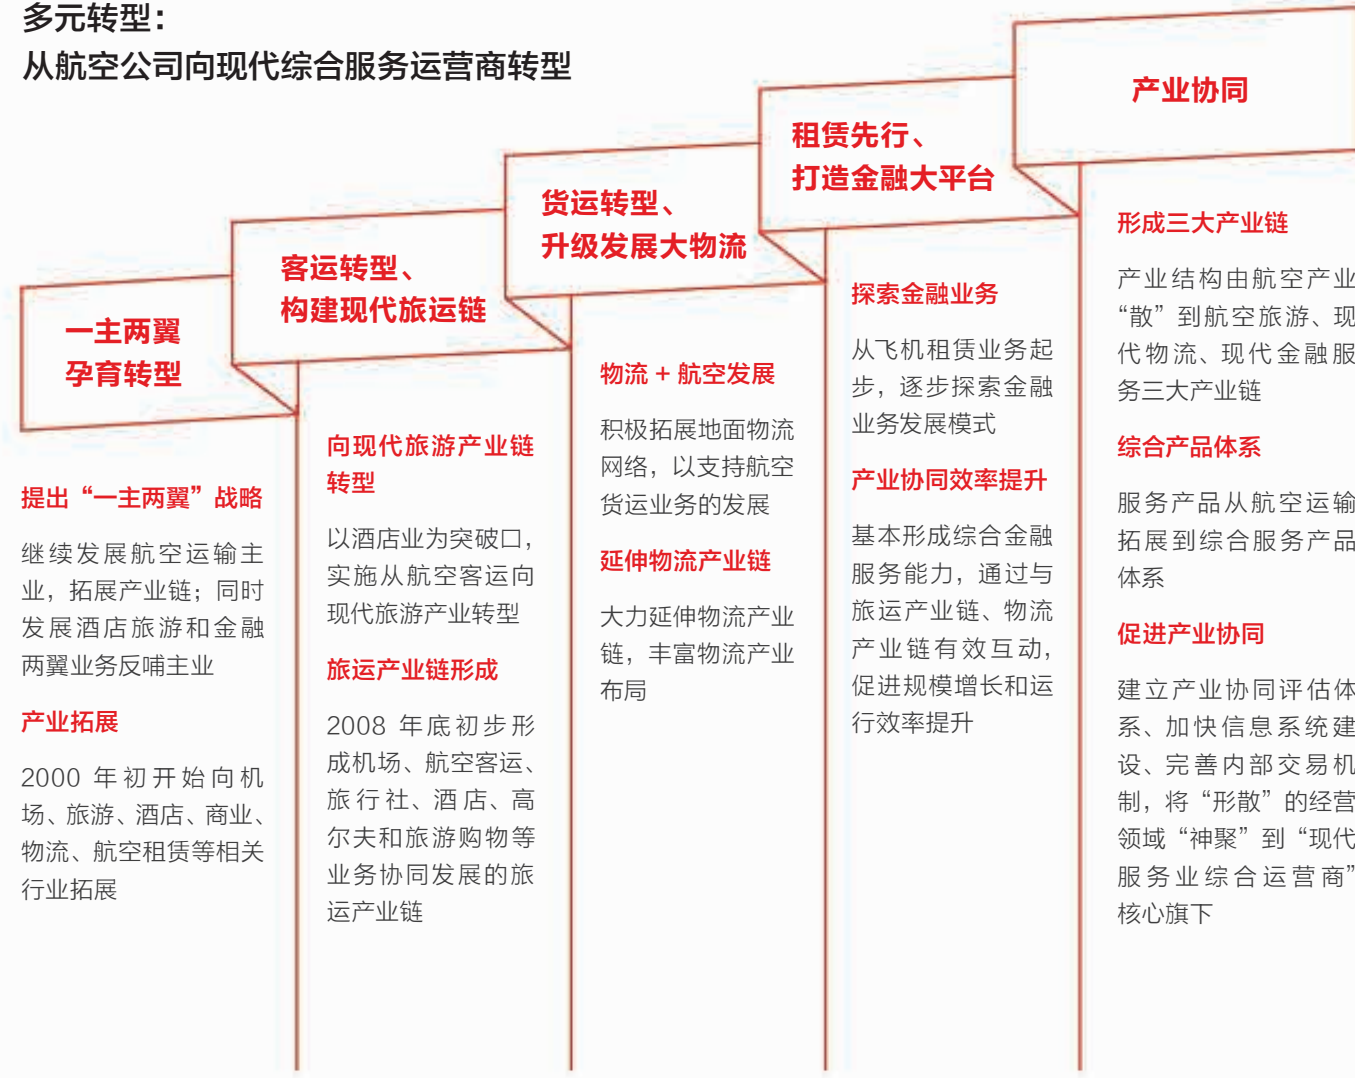 多元转型：
从航空公司向现代综合服务运营商转型
一主两翼
孕育转型
提出“一主两翼”战略
继续发展航空运输主
业，拓展产业链；同时
发展酒店旅游和金融
两翼业务反哺主业
产业拓展
2000 年初开始向机
场、旅游、酒店、商业、
物流、航空租赁等相关
行业拓展
客运转型、
构建现代旅运链
向现代旅游产业链
转型
以酒店业为突破口，
实施从航空客运向
现代旅游产业转型
旅运产业链形成
2008 年底初步形
成机场、航空客运、
旅行社、酒店、高
尔夫和旅游购物等
业务协同发展的旅
运产业链
货运转型、
升级发展大物流
物流 + 航空发展
积极拓展地面物流
网络，以支持航空
货运业务的发展
延伸物流产业链
大力延伸物流产业
链，丰富物流产业
布局
租赁先行、
打造金融大平台
探索金融业务
从飞机租赁业务起
步，逐步探索金融
业务发展模式
产业协同效率提升
基本形成综合金融
服务能力，通过与
旅运产业链、物流
产业链有效互动，
促进规模增长和运
行效率提升
产业协同
形成三大产业链
产业结构由航空产业
“散”到航空旅游、现
代物流、现代金融服
务三大产业链
综合产品体系
服务产品从航空运输
拓展到综合服务产品
体系
促进产业协同
建立产业协同评估体
系、加快信息系统建
设、完善内部交易机
制，将“形散”的经营
领域“神聚”到“现代
服务业综合运营商”
核心旗下